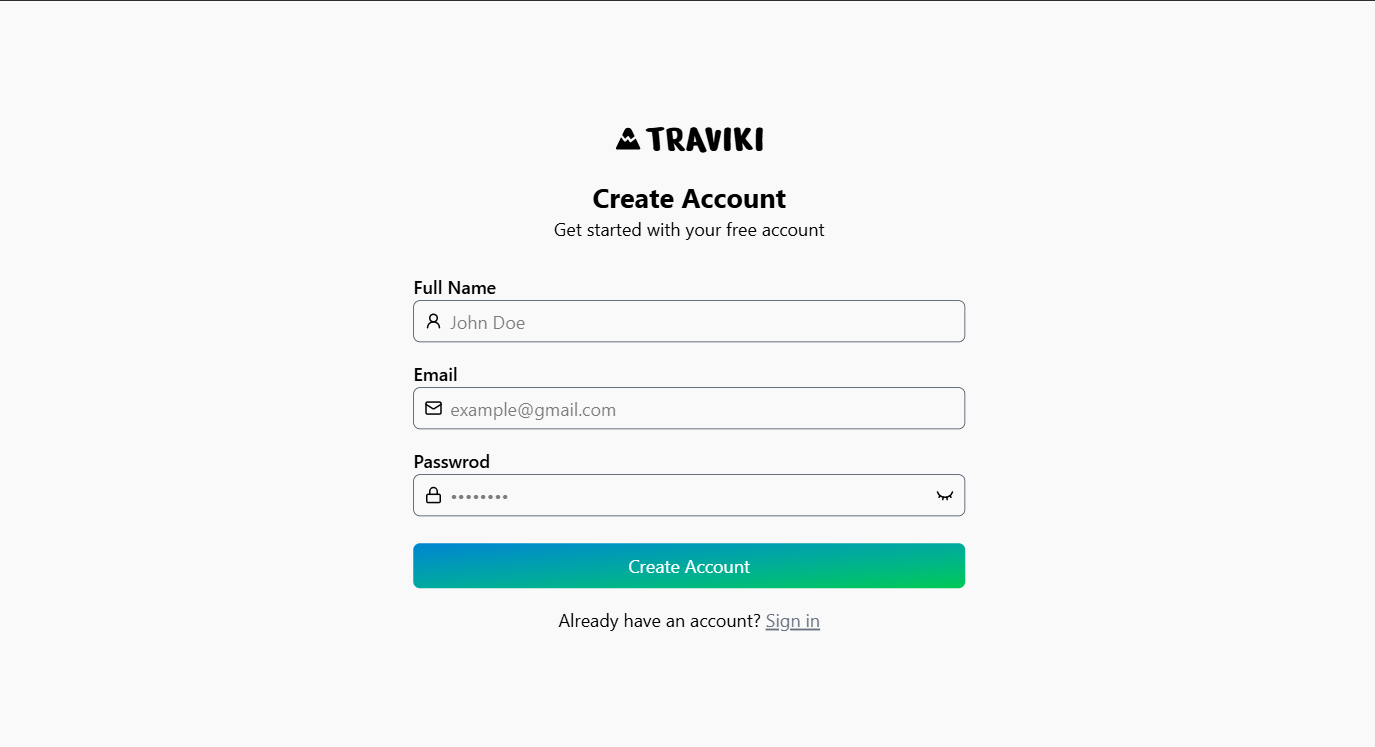 TRAVIKI
Create Account
Get started with your free account
Full Name
John Doe
Email
example@gmail.com
Passwrod
••••••••
Create Account
Already have an account? Sign in